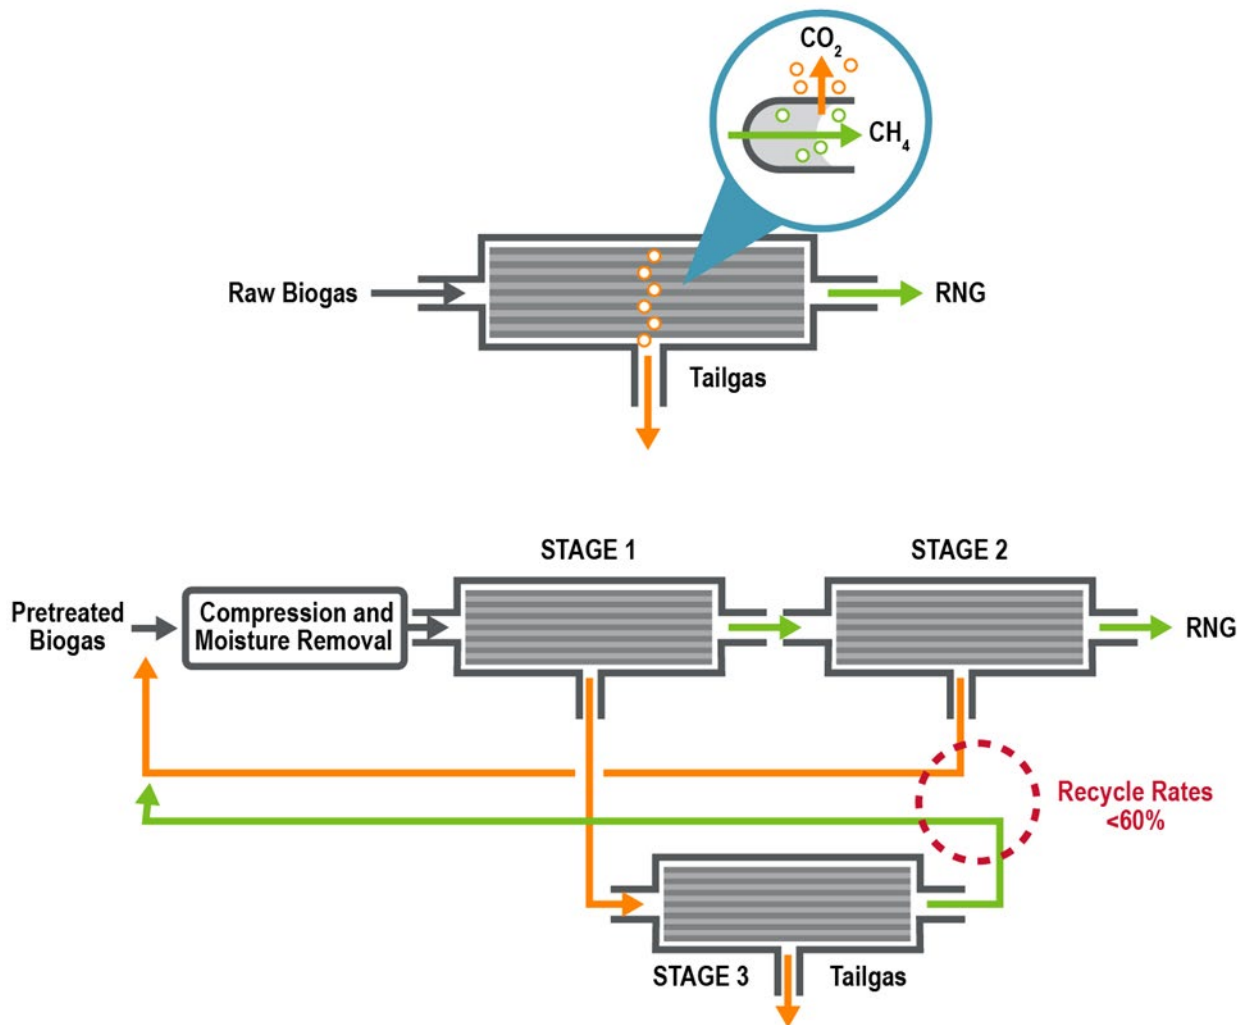 CO₂
CH₄
Raw Biogas
RNG
Tailgas
STAGE 1
STAGE 2
Pretreated
Biogas
Compression and
Moisture Removal
RNG
Recycle Rates
<60%
STAGE 3
Tailgas